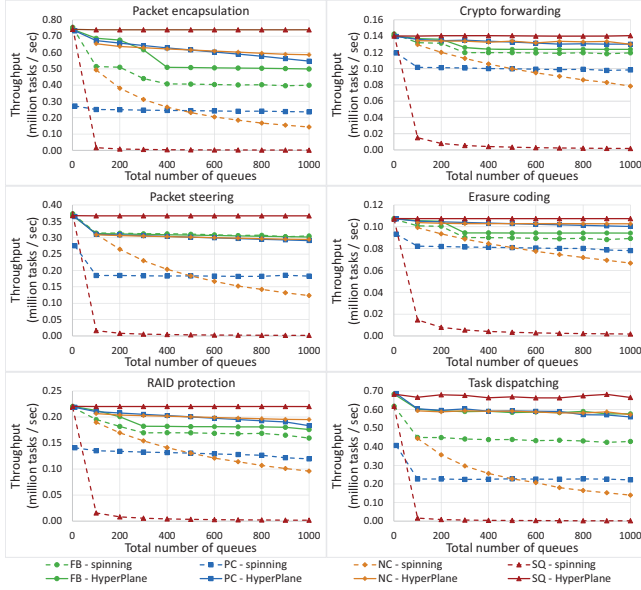 Packet encapsulation
Throughput
(million tasks / sec)
0.80
0.70
0.60
0.50
0.40
0.30
0.20
0.10
0.00
0 200 400 600 800 1000
Total number of queues
Crypto forwarding
Throughput
(million tasks / sec)
0.16
0.14
0.12
0.10
0.08
0.06
0.04
0.02
0.00
0 200 400 600 800 1000
Total number of queues
Packet steering
Throughput
(million tasks / sec)
0.40
0.35
0.30
0.25
0.20
0.15
0.10
0.05
0.00
0 200 400 600 800 1000
Total number of queues
Erasure coding
Throughput
(million tasks / sec)
0.12
0.10
0.08
0.06
0.04
0.02
0.00
0 200 400 600 800 1000
Total number of queues
RAID protection
Throughput
(million tasks / sec)
0.25
0.20
0.15
0.10
0.05
0.00
0 200 400 600 800 1000
Total number of queues
Task dispatching
Throughput
(million tasks / sec)
0.70
0.60
0.50
0.40
0.30
0.20
0.10
0.00
0 200 400 600 800 1000
Total number of queues
FB - spinning PC - spinning NC - spinning SQ - spinning
FB - HyperPlane PC - HyperPlane NC - HyperPlane SQ - HyperPlane